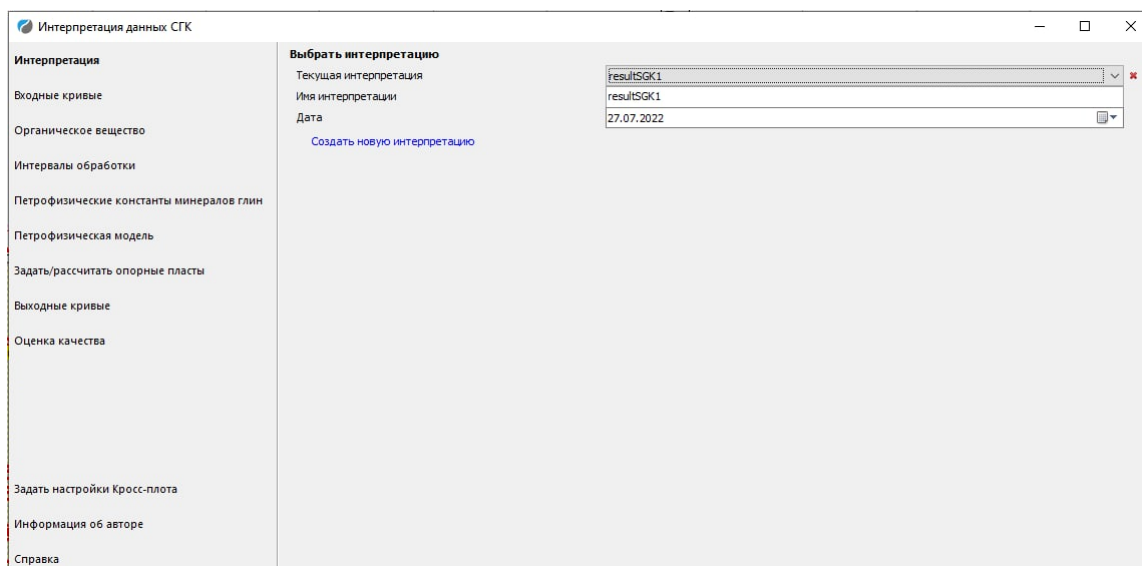 Интерпретация данных СГК
Интерпретация
Входные кривые
Органическое вещество
Интервалы обработки
Петрофизические константы минералов глин
Петрофизическая модель
Задать/рассчитать опорные пласты
Выходные кривые
Оценка качества
Задать настройки Кросс-плота
Информация об авторе
Справка
Выбрать интерпретацию
Текущая интерпретация resultSGK1
Имя интерпретации resultSGK1
Дата 27.07.2022
Создать новую интерпретацию